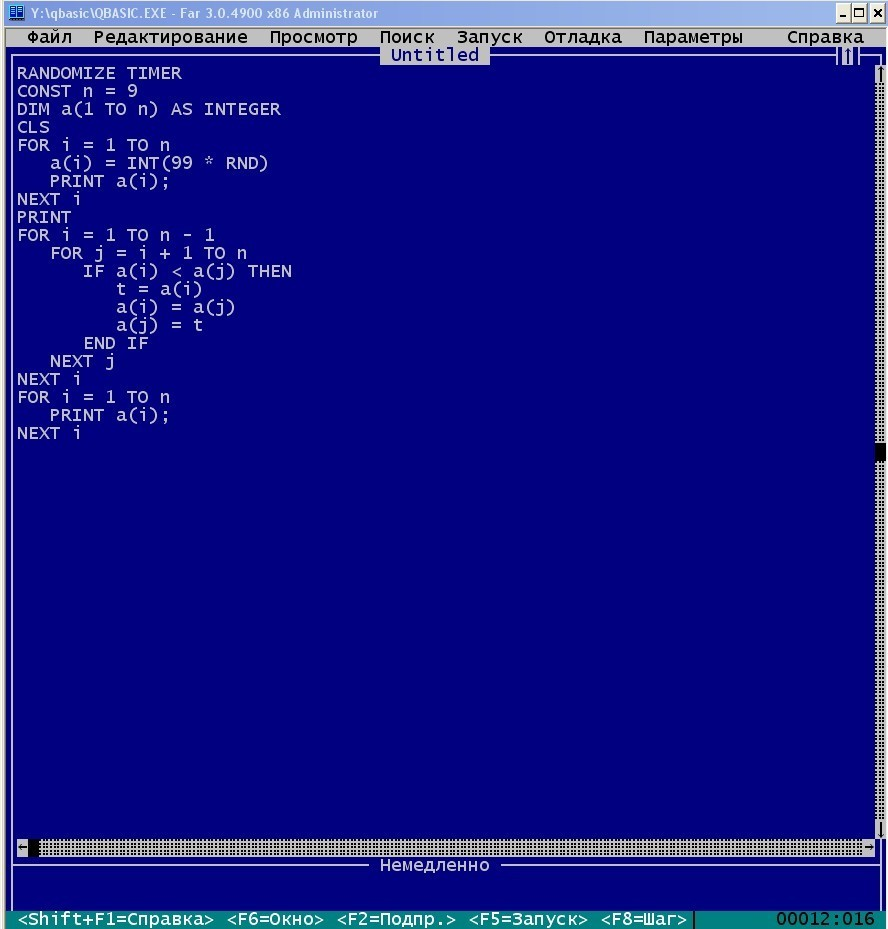 Y:\qbasic\QBASIC.EXE - Far 3.0.4900 x86 Administrator
Файл Редактирование Просмотр Поиск Запуск Отладка Параметры Справка
Untitled
RANDOMIZE TIMER
CONST n = 9
DIM a(1 TO n) AS INTEGER
CLS
FOR i = 1 TO n
   a(i) = INT(99 * RND)
   PRINT a(i);
NEXT i
PRINT
FOR i = 1 TO n - 1
   FOR j = i + 1 TO n
      IF a(i) < a(j) THEN
         t = a(i)
         a(i) = a(j)
         a(j) = t
      END IF
   NEXT j
NEXT i
FOR i = 1 TO n
   PRINT a(i);
NEXT i
Немедленно
<Shift+F1=Справка> <F6=Окно> <F2=Подпр.> <F5=Запуск> <F8=Шаг> 00012:016